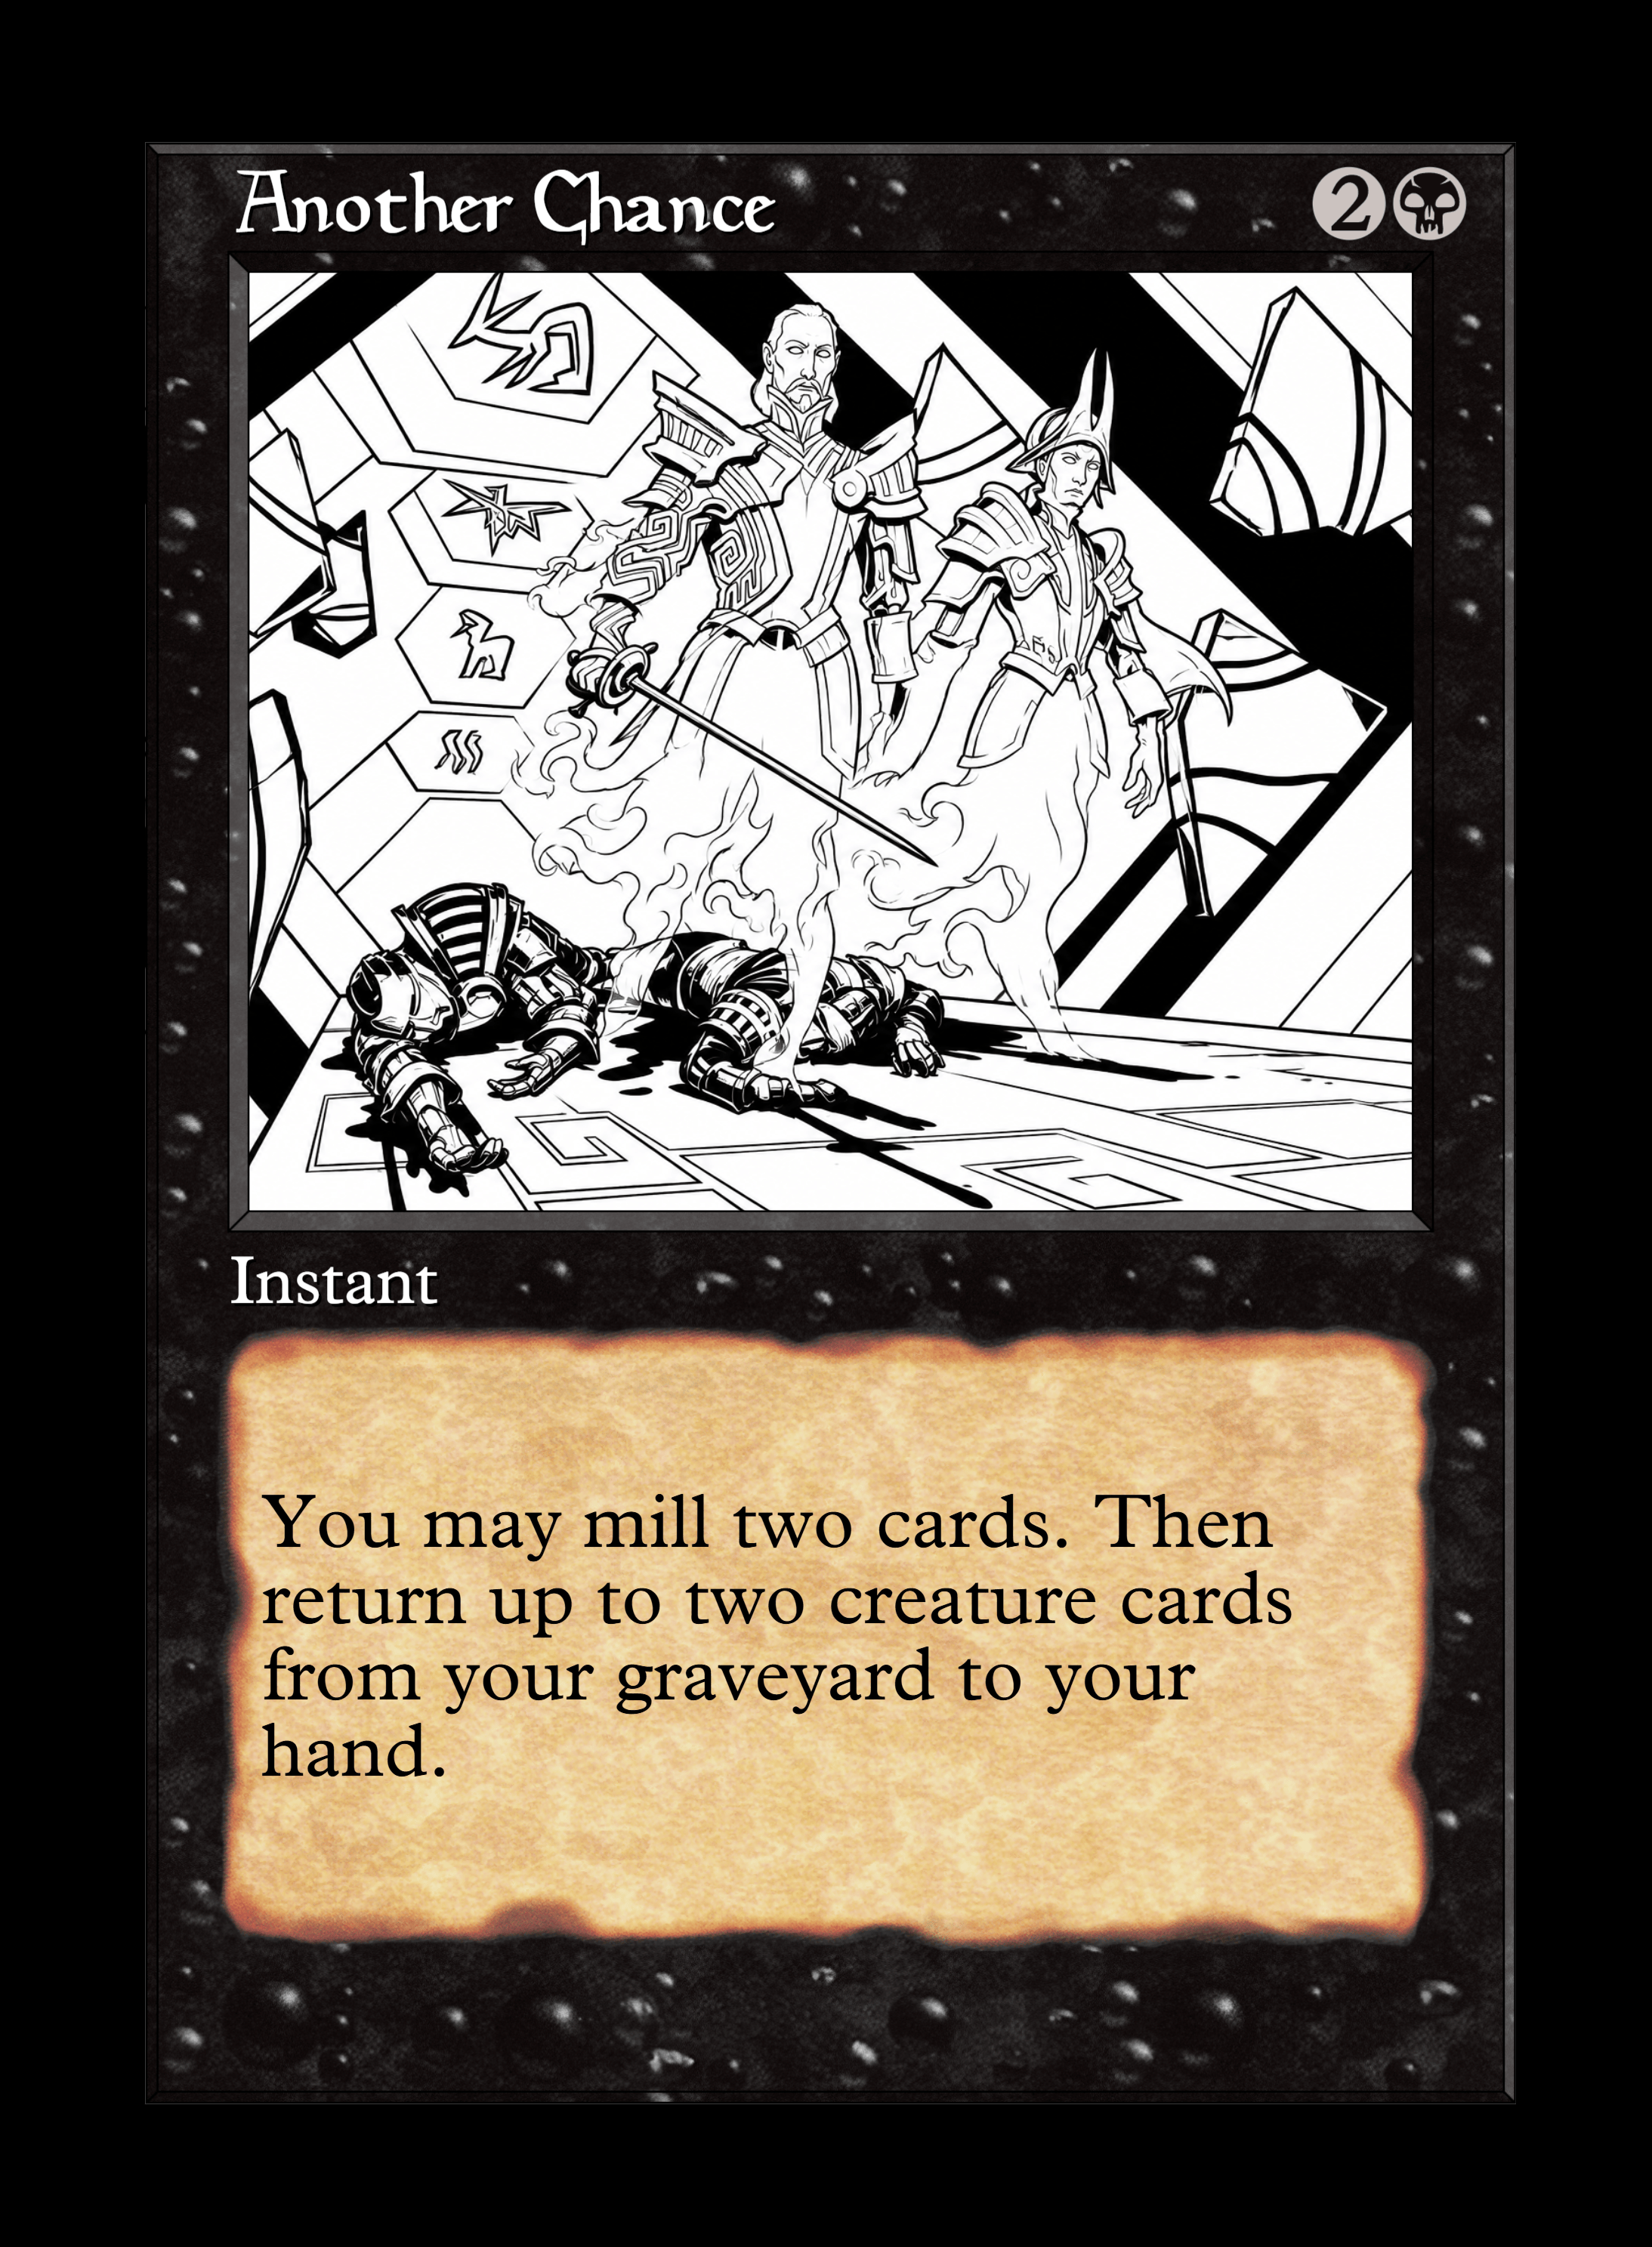 Another Chance 2
Instant
You may mill two cards. Then
return up to two creature cards
from your graveyard to your
hand.